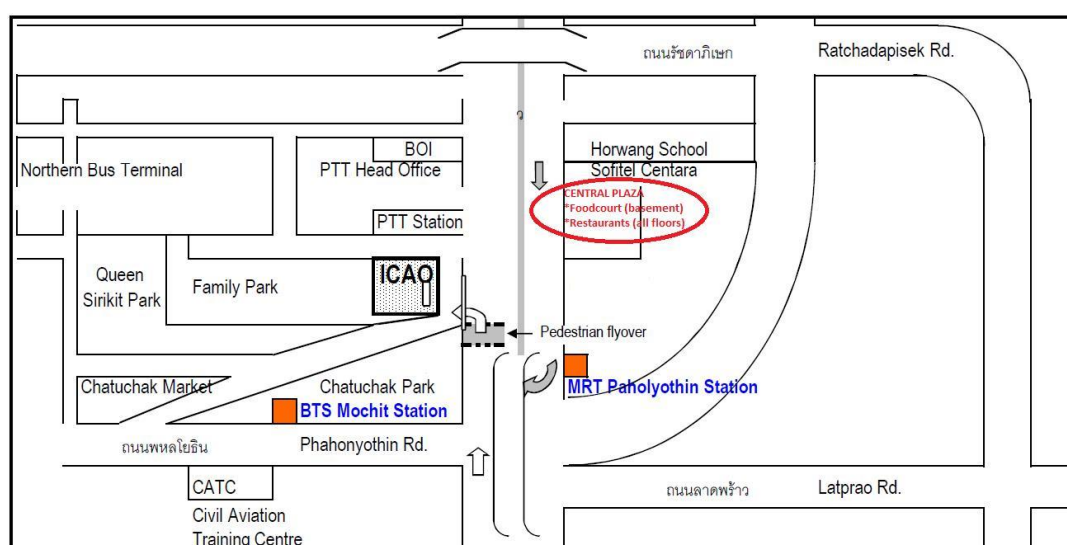 ถนนรัชดาภิเษก
Ratchadapisek Rd.
ว
BOI
Northern Bus Terminal
PTT Head Office
Horwang School
Sofitel Centara
CENTRAL PLAZA
*Foodcourt (basement)
*Restaurants (all floors)
PTT Station
ICAO
Queen
Sirikit Park
Family Park
Pedestrian flyover
Chatuchak Market
Chatuchak Park
MRT Paholyothin Station
BTS Mochit Station
ถนนพหลโยธิน
Phahonyothin Rd.
CATC
Civil Aviation
Training Centre
ถนนลาดพร้าว
Latprao Rd.